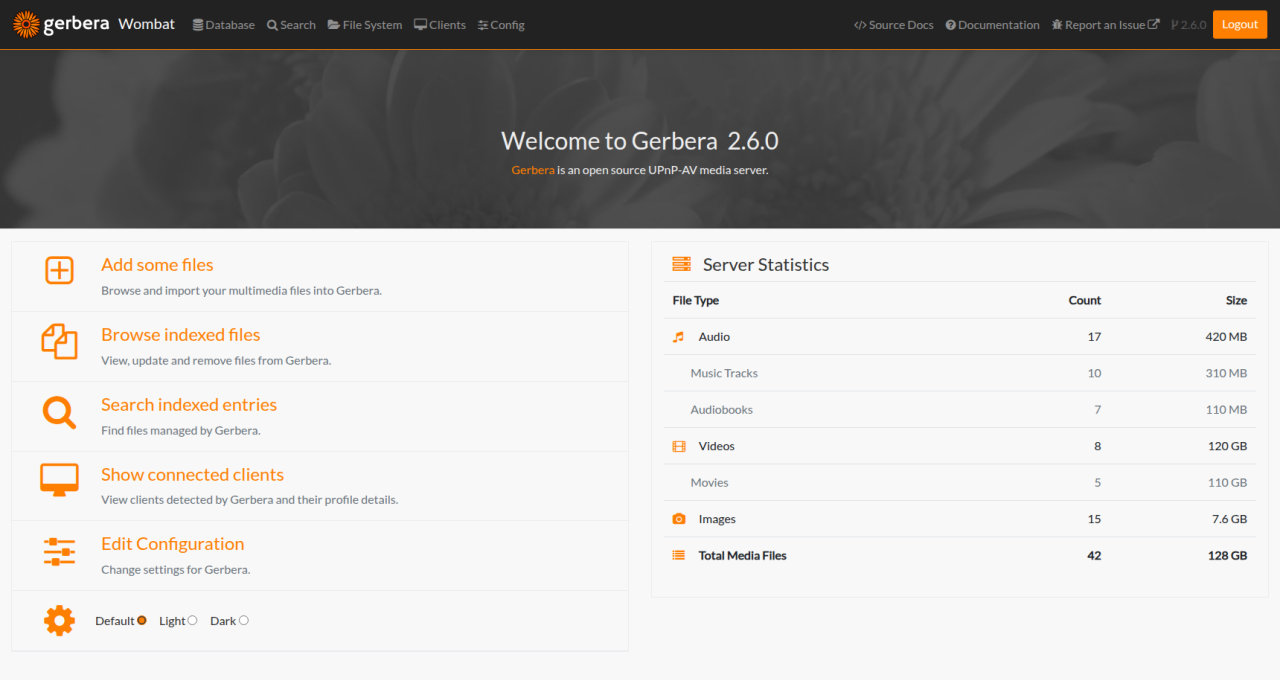 gerbera Wombat Database Search File System Clients Config Source Docs Documentation Report an Issue 2.6.0 Logout
Welcome to Gerbera 2.6.0
Gerbera is an open source UPnP-AV media server.
Add some files
Browse and import your multimedia files into Gerbera.
Browse indexed files
View, update and remove files from Gerbera.
Search indexed entries
Find files managed by Gerbera.
Show connected clients
View clients detected by Gerbera and their profile details.
Edit Configuration
Change settings for Gerbera.
Default Light Dark
Server Statistics
File Type Count Size
Audio 17 420 MB
Music Tracks 10 310 MB
Audiobooks 7 110 MB
Videos 8 120 GB
Movies 5 110 GB
Images 15 7.6 GB
Total Media Files 42 128 GB